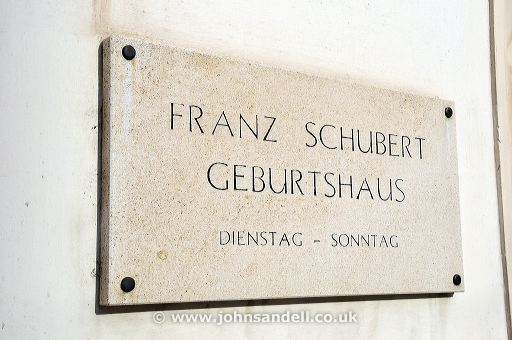 FRANZ SCHUBERT
GEBURTSHAUS
DIENSTAG – SONNTAG
© www.johnsandell.co.uk